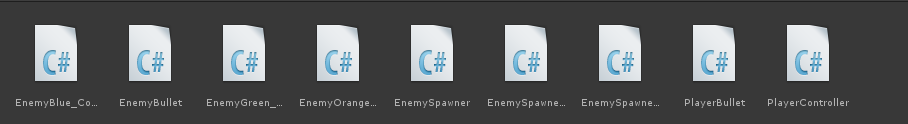 C# C# C# C# C# C# C# C# C#
EnemyBlue_Co... EnemyBullet EnemyGreen_... EnemyOrange... EnemySpawner EnemySpawne... EnemySpawne... PlayerBullet PlayerController